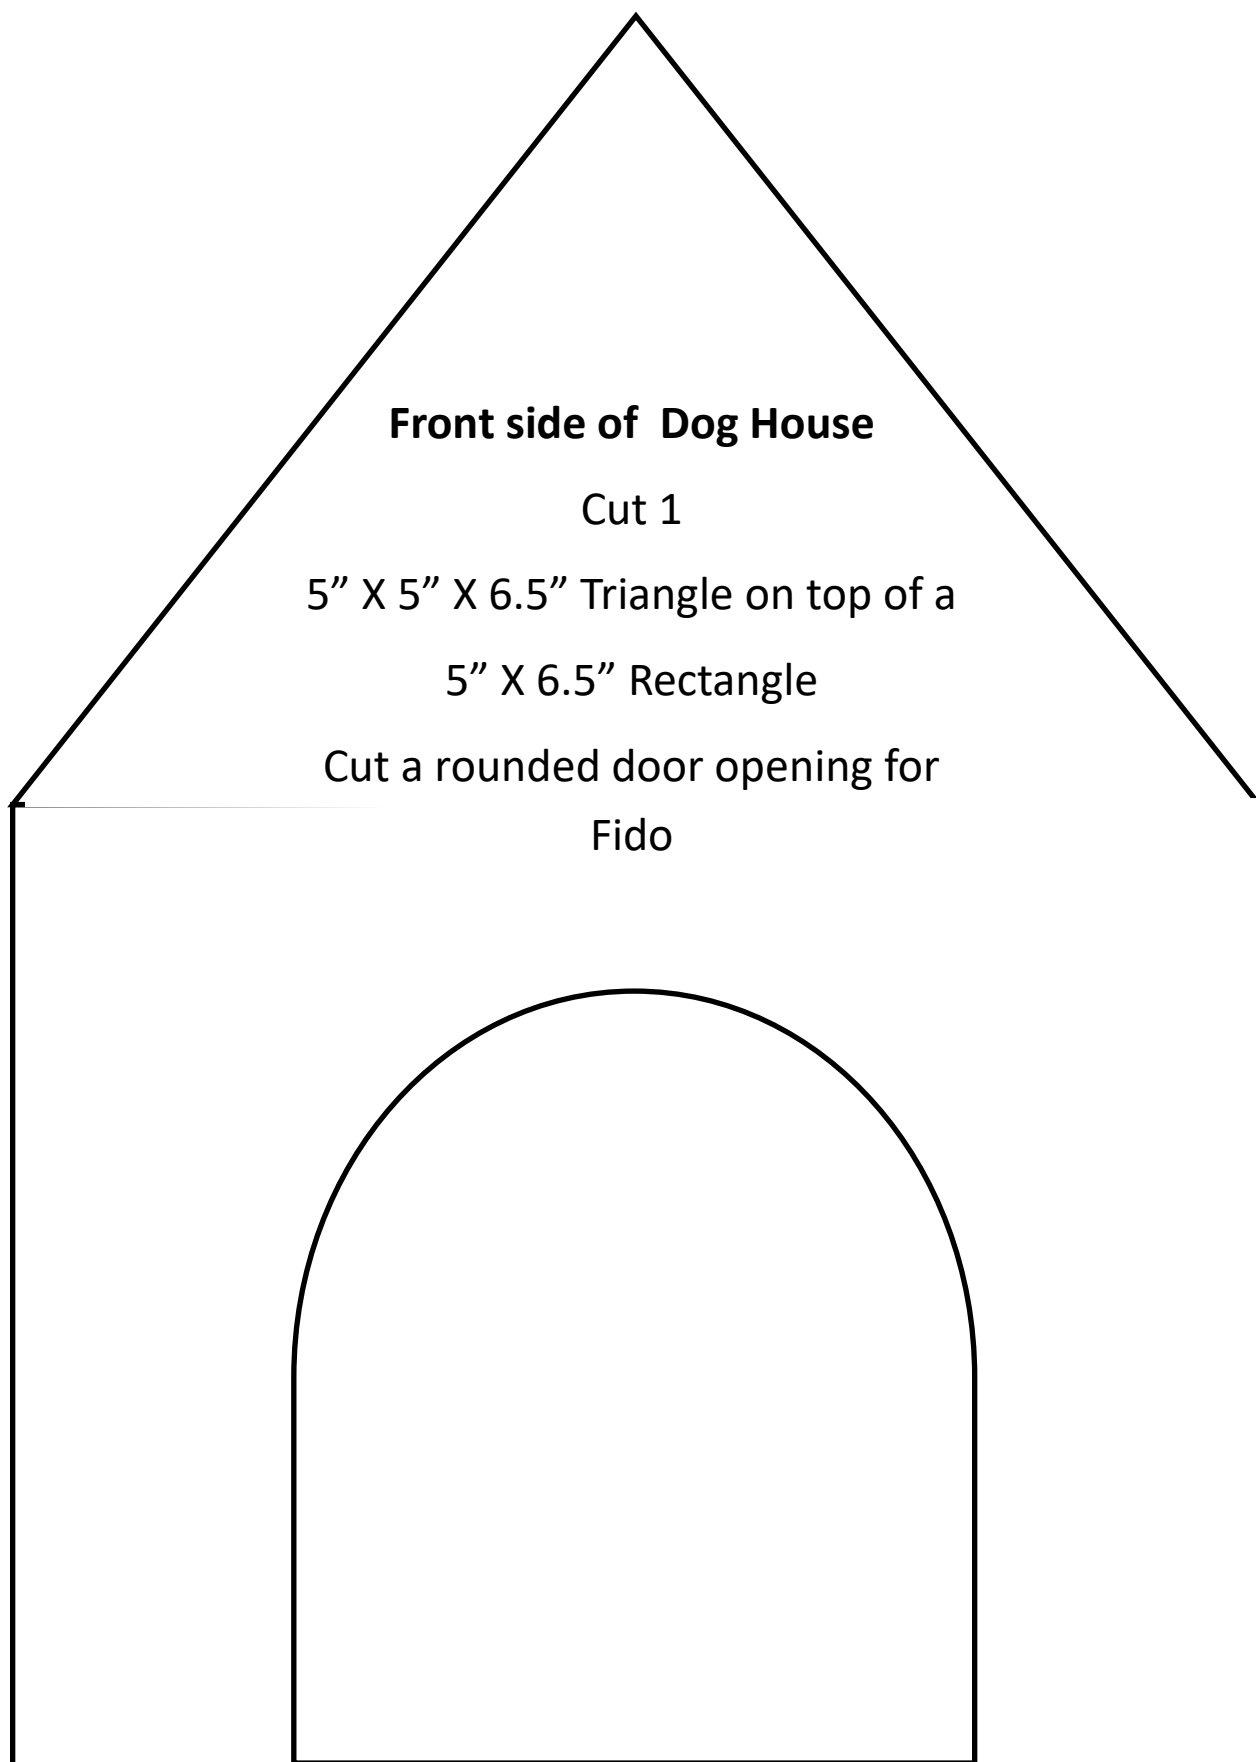 Front side of  Dog House
Cut 1
5” X 5” X 6.5” Triangle on top of a
5” X 6.5” Rectangle
Cut a rounded door opening for
Fido